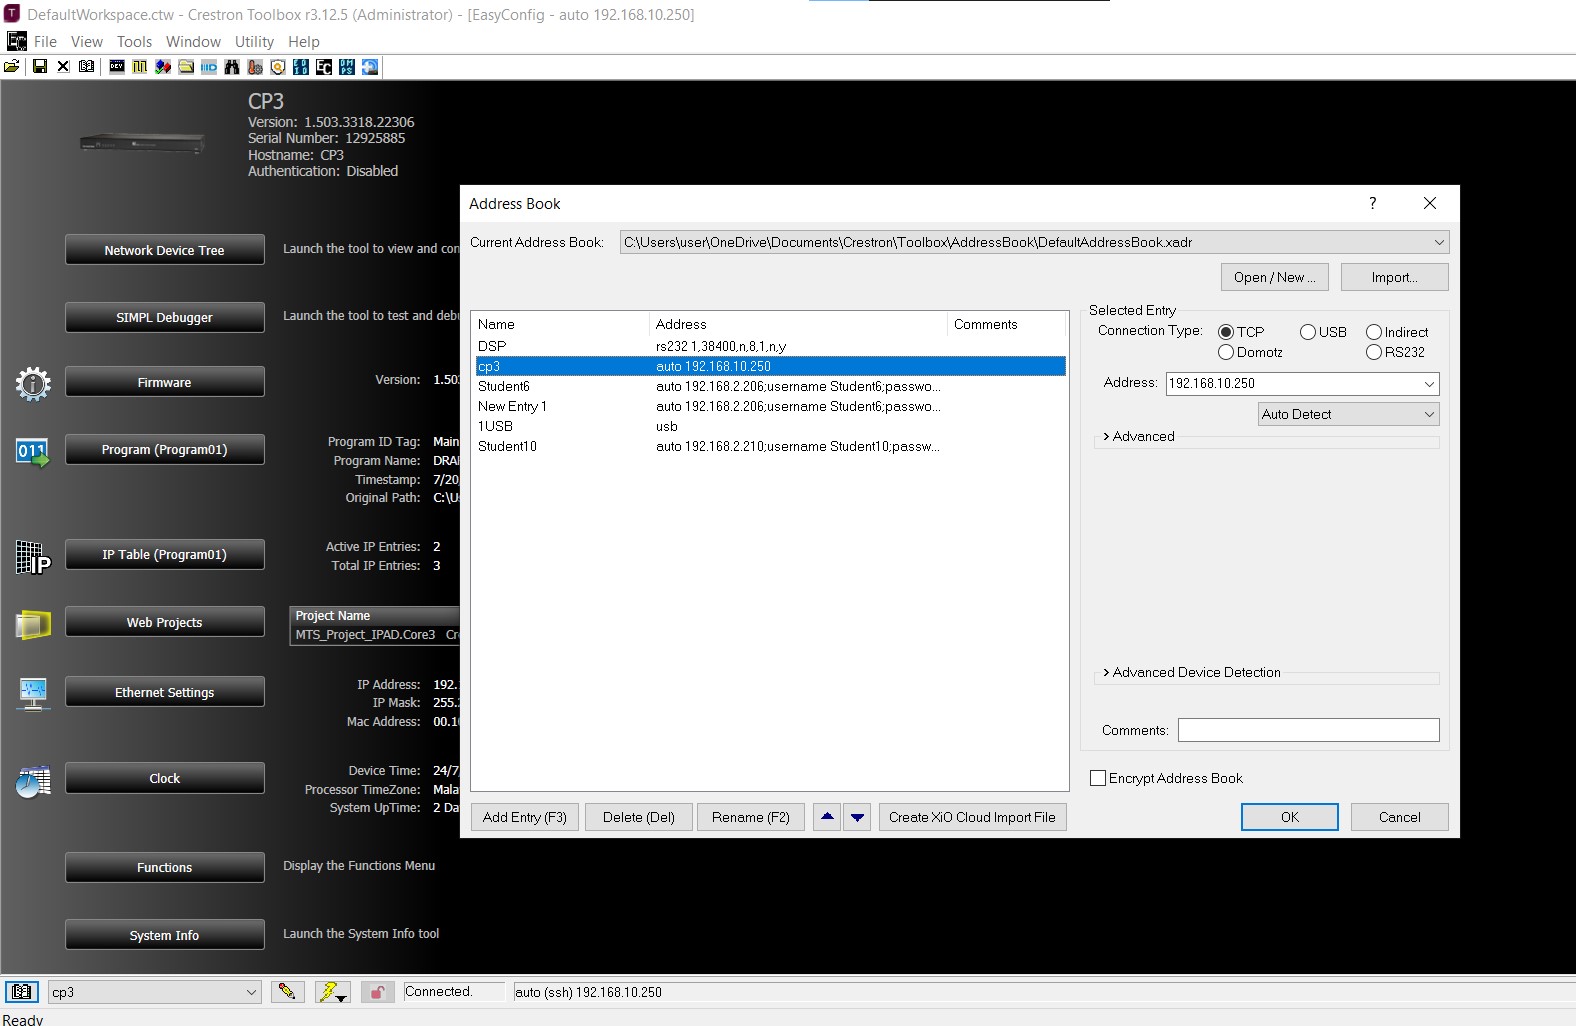 DefaultWorkspace.ctw - Crestron Toolbox r3.12.5 (Administrator) - [EasyConfig - auto 192.168.10.250]
File View Tools Window Utility Help
CP3
Version: 1.503.3318.22306
Serial Number: 12925885
Hostname: CP3
Authentication: Disabled
Network Device Tree
Launch the tool to view and con
SIMPL Debugger
Launch the tool to test and debu
Firmware
Version: 1.50
Program (Program01)
Program ID Tag: Main
Program Name: DRA
Timestamp: 7/20
Original Path: C:\U
IP Table (Program01)
Active IP Entries: 2
Total IP Entries: 3
Web Projects
Project Name
MTS_Project_IPAD.Core3 Cr
Ethernet Settings
IP Address: 192.
IP Mask: 255.
Mac Address: 00.1
Clock
Device Time: 24/7
Processor TimeZone: Mala
System UpTime: 2 Da
Functions
Display the Functions Menu
System Info
Launch the System Info tool
Address Book
?
Current Address Book: C:\Users\user\OneDrive\Documents\Crestron\Toolbox\AddressBook\DefaultAddressBook.xadr
Open / New ... Import...
Name Address Comments
DSP rs232 1,38400,n,8,1,n,y
cp3 auto 192.168.10.250
Student6 auto 192.168.2.206;username Student6;passwo...
New Entry 1 auto 192.168.2.206;username Student6;passwo...
1USB usb
Student10 auto 192.168.2.210;username Student10;passw...
Selected Entry
Connection Type: TCP USB Indirect
Domotz RS232
Address: 192.168.10.250
Auto Detect
Advanced
Advanced Device Detection
Comments:
Encrypt Address Book
Add Entry (F3) Delete (Del) Rename (F2) Create XiO Cloud Import File OK Cancel
cp3 Connected. auto (ssh) 192.168.10.250
Ready